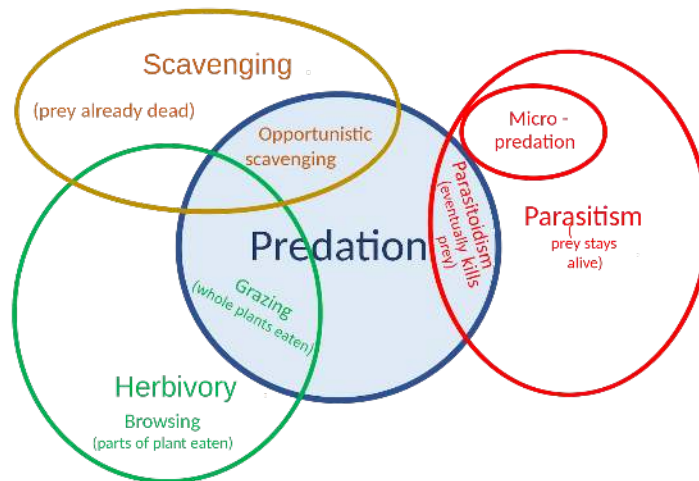 Scavenging
(prey already dead)
Opportunistic
scavenging
Micro -
predation
Parasitoidism
(eventually kills
prey)
Parasitism
(
prey stays
alive)
Predation
Grazing
(whole plants eaten)
Herbivory
Browsing
(parts of plant eaten)